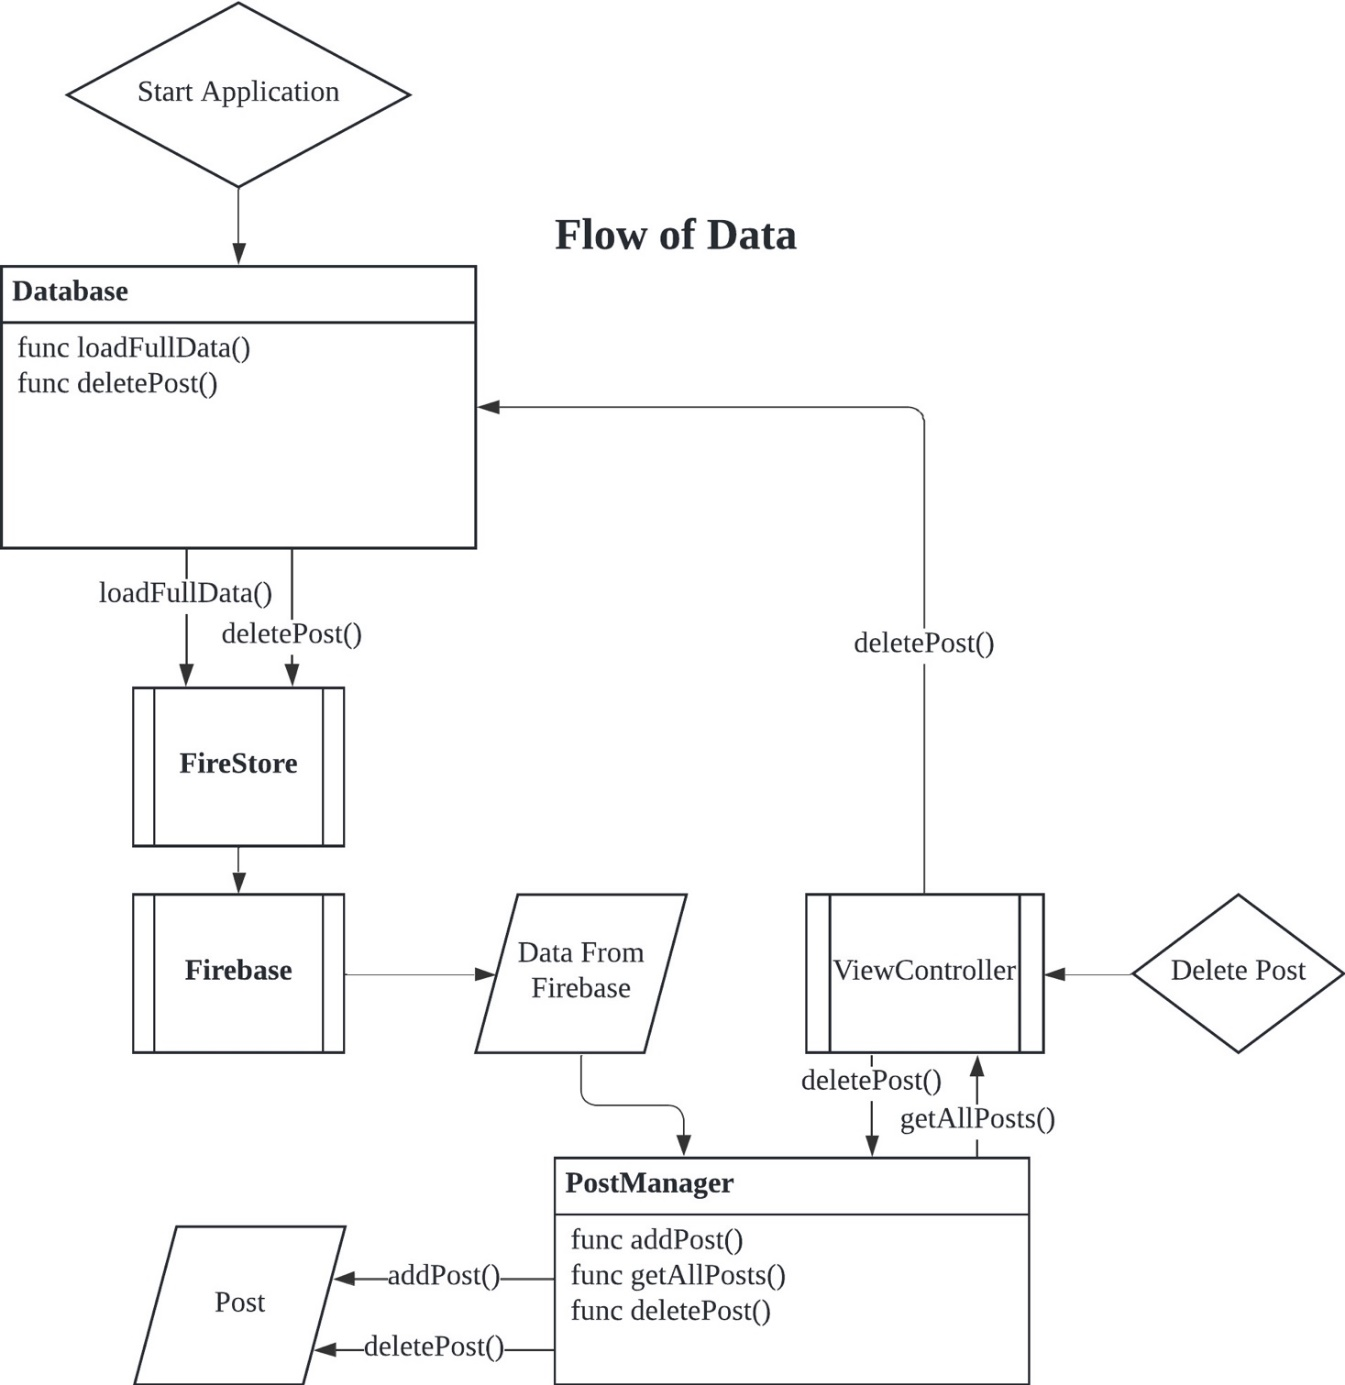 Start Application
Flow of Data
Database
func loadFullData()
func deletePost()
loadFullData()
deletePost()
deletePost()
FireStore
Firebase
Data From
Firebase
ViewController
Delete Post
deletePost()
getAllPosts()
PostManager
func addPost()
func getAllPosts()
func deletePost()
addPost()
Post
deletePost()